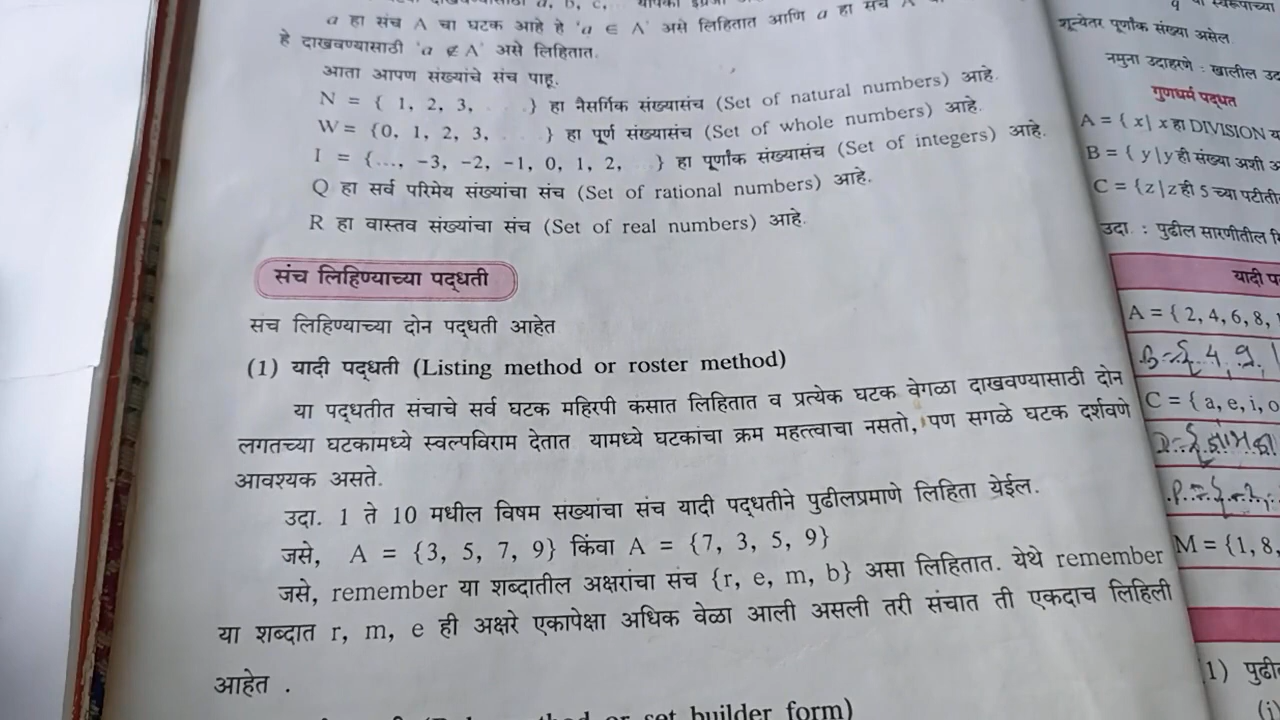 a हा संच A चा घटक आहे हे 'a ∈ A' असे लिहितात आणि a हा संच A
हे दाखवण्यासाठी 'a ∉ A' असे लिहितात.
आता आपण संख्यांचे संच पाहू.
N = { 1, 2, 3, . . . } हा नैसर्गिक संख्यासंच (Set of natural numbers) आहे.
W = {0, 1, 2, 3, . . . } हा पूर्ण संख्यासंच (Set of whole numbers) आहे.
I = {..., -3, -2, -1, 0, 1, 2, ... } हा पूर्णांक संख्यासंच (Set of integers) आहे.
Q हा सर्व परिमेय संख्यांचा संच (Set of rational numbers) आहे.
R हा वास्तव संख्यांचा संच (Set of real numbers) आहे.
संच लिहिण्याच्या पद्धती
संच लिहिण्याच्या दोन पद्धती आहेत
(1) यादी पद्धती (Listing method or roster method)
या पद्धतीत संचाचे सर्व घटक महिरपी कंसात लिहितात व प्रत्येक घटक वेगळा दाखवण्यासाठी दोन
लगतच्या घटकामध्ये स्वल्पविराम देतात यामध्ये घटकांचा क्रम महत्त्वाचा नसतो, पण सगळे घटक दर्शवणे
आवश्यक असते.
उदा. 1 ते 10 मधील विषम संख्यांचा संच यादी पद्धतीने पुढीलप्रमाणे लिहिता येईल.
जसे, A = {3, 5, 7, 9} किंवा A = {7, 3, 5, 9}
जसे, remember या शब्दातील अक्षरांचा संच {r, e, m, b} असा लिहितात. येथे remember
या शब्दात r, m, e ही अक्षरे एकापेक्षा अधिक वेळा आली असली तरी संचात ती एकदाच लिहिली
आहेत .
or set builder form)
q या स्वरूपाच्या
शून्येतर पूर्णांक संख्या असेल
नमुना उदाहरणे : खालील
गुणधर्म पद्धत
A = { x| x हा DIVISION
B = { y|y ही संख्या अशी
C = {z|z ही 5 च्या
उदा. : पुढील सारणीतील
यादी
A = { 2, 4, 6, 8,
B = { 4, 9,
C = { a, e, i, o
M = {1, 8,
(1) पुढी
(i)